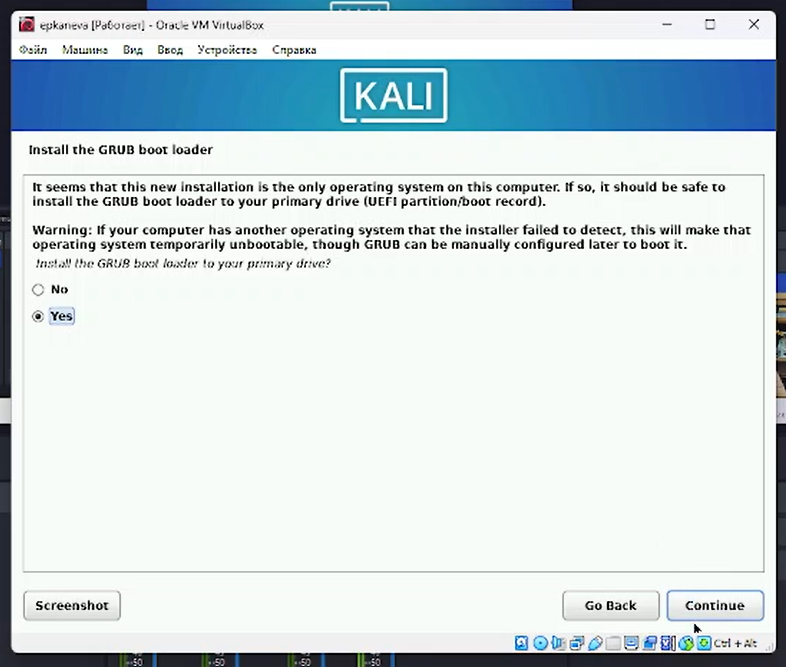 epkaneva [Работает] - Oracle VM VirtualBox
Файл Машина Вид Ввод Устройства Справка
KALI
Install the GRUB boot loader
It seems that this new installation is the only operating system on this computer. If so, it should be safe to
install the GRUB boot loader to your primary drive (UEFI partition/boot record).
Warning: If your computer has another operating system that the installer failed to detect, this will make that
operating system temporarily unbootable, though GRUB can be manually configured later to boot it.
Install the GRUB boot loader to your primary drive?
No
Yes
Screenshot Go Back Continue
Ctrl + Alt
-50 -50 -50 -50